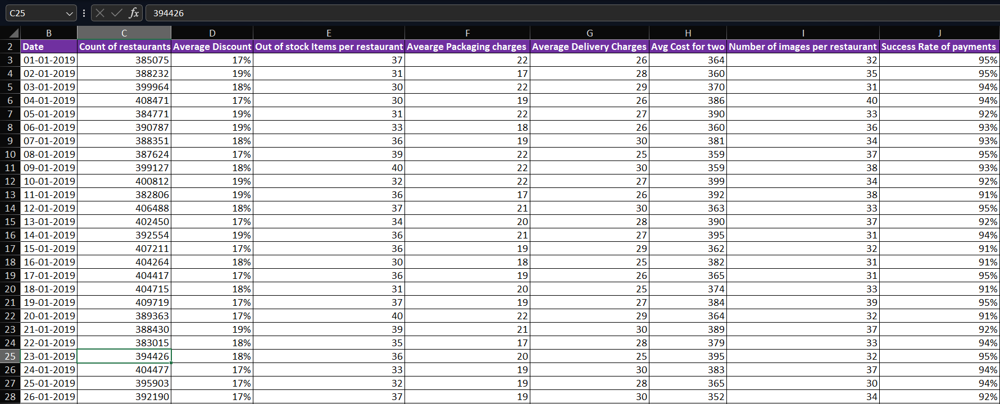 C25 394426
B C D E F G H I J
2 Date Count of restaurants Average Discount Out of stock Items per restaurant Avearge Packaging charges Average Delivery Charges Avg Cost for two Number of images per restaurant Success Rate of payments
3 01-01-2019 385075 17% 37 22 26 364 32 95%
4 02-01-2019 388232 19% 31 17 28 360 35 95%
5 03-01-2019 399964 18% 30 22 29 370 31 94%
6 04-01-2019 408471 17% 30 19 26 386 40 94%
7 05-01-2019 384771 19% 31 22 27 390 33 92%
8 06-01-2019 390787 19% 33 18 26 360 36 93%
9 07-01-2019 388351 18% 36 19 30 381 34 93%
10 08-01-2019 387624 17% 39 22 25 359 37 95%
11 09-01-2019 399127 18% 40 22 30 359 38 93%
12 10-01-2019 400812 19% 32 22 27 399 34 92%
13 11-01-2019 382806 19% 36 17 26 392 38 91%
14 12-01-2019 406488 18% 37 21 30 363 33 95%
15 13-01-2019 402450 17% 34 20 28 390 37 92%
16 14-01-2019 392554 19% 36 21 27 395 31 94%
17 15-01-2019 407211 17% 36 19 29 362 32 91%
18 16-01-2019 404264 18% 30 18 25 382 31 91%
19 17-01-2019 404417 17% 36 19 26 365 31 95%
20 18-01-2019 404715 18% 31 20 25 374 33 91%
21 19-01-2019 409719 17% 37 19 27 384 39 95%
22 20-01-2019 389363 17% 40 22 29 364 32 91%
23 21-01-2019 388430 19% 39 21 30 389 37 92%
24 22-01-2019 383015 18% 35 17 28 379 33 94%
25 23-01-2019 394426 18% 36 20 25 395 32 95%
26 24-01-2019 404477 17% 33 19 30 383 37 94%
27 25-01-2019 395903 17% 32 19 28 365 30 94%
28 26-01-2019 392190 17% 37 19 30 352 34 92%